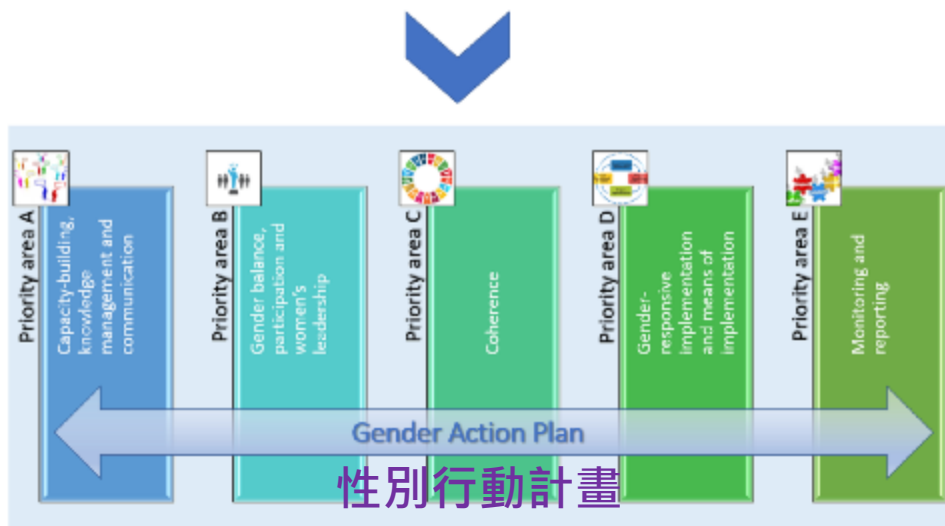 Priority area A
Capacity-building,
knowledge
management and
communication
Priority area B
Gender balance,
participation and
women's
leadership
Priority area C
Coherence
Priority area D
Gender-
responsive
implementation
and means of
implementation
Priority area E
Monitoring and
reporting
Gender Action Plan
性別行動計畫